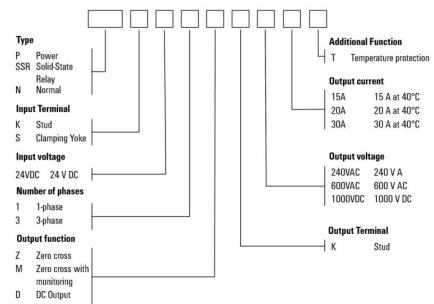 Type
P Power
SSR Solid-State
Relay
N Normal
Input Terminal
K Stud
S Clamping Yoke
Input voltage
24VDC 24 V DC
Number of phases
1 1-phase
3 3-phase
Output function
Z Zero cross
M Zero cross with
monitoring
D DC Output
Additional Function
T Temperature protection
Output current
15A 15 A at 40°C
20A 20 A at 40°C
30A 30 A at 40°C
Output voltage
240VAC 240 V A
600VAC 600 V AC
1000VDC 1000 V DC
Output Terminal
K Stud